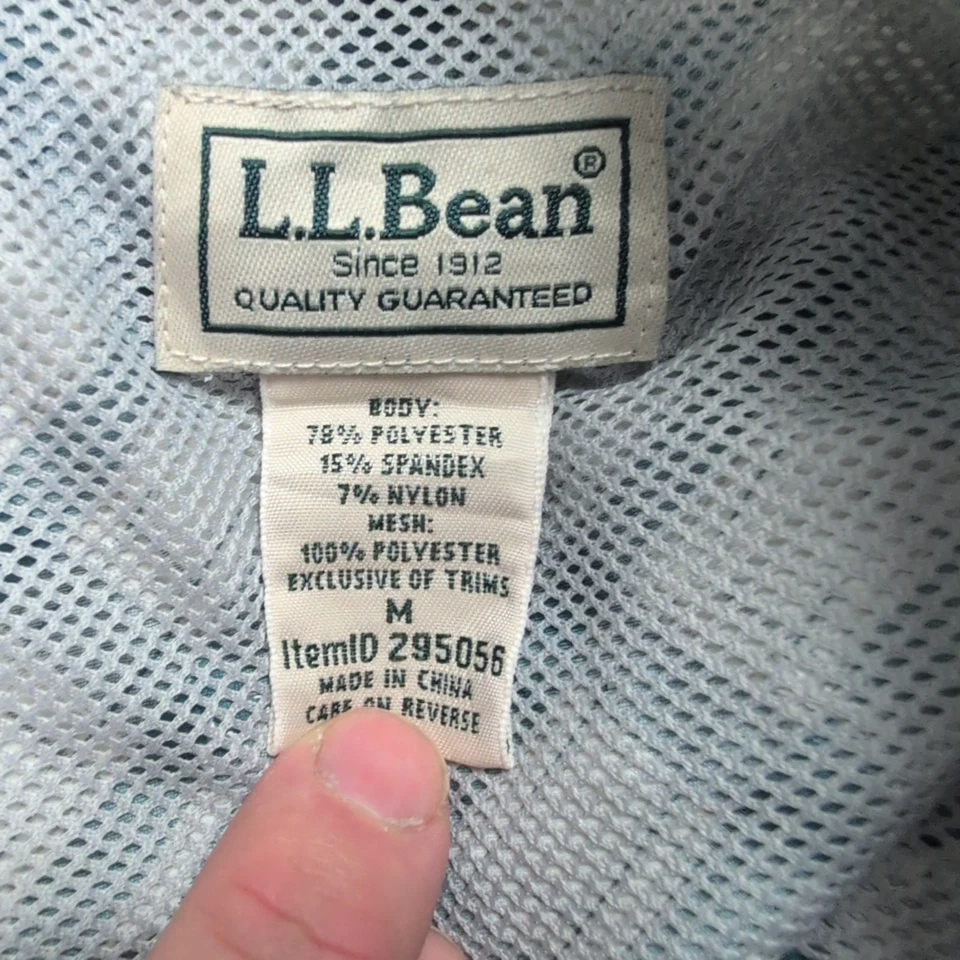 L.L.Bean®
Since 1912
QUALITY GUARANTEED
BODY:
78% POLYESTER
15% SPANDEX
7% NYLON
MESH:
100% POLYESTER
EXCLUSIVE OF TRIMS
M
ItemID 295056
MADE IN CHINA
CARE ON REVERSE